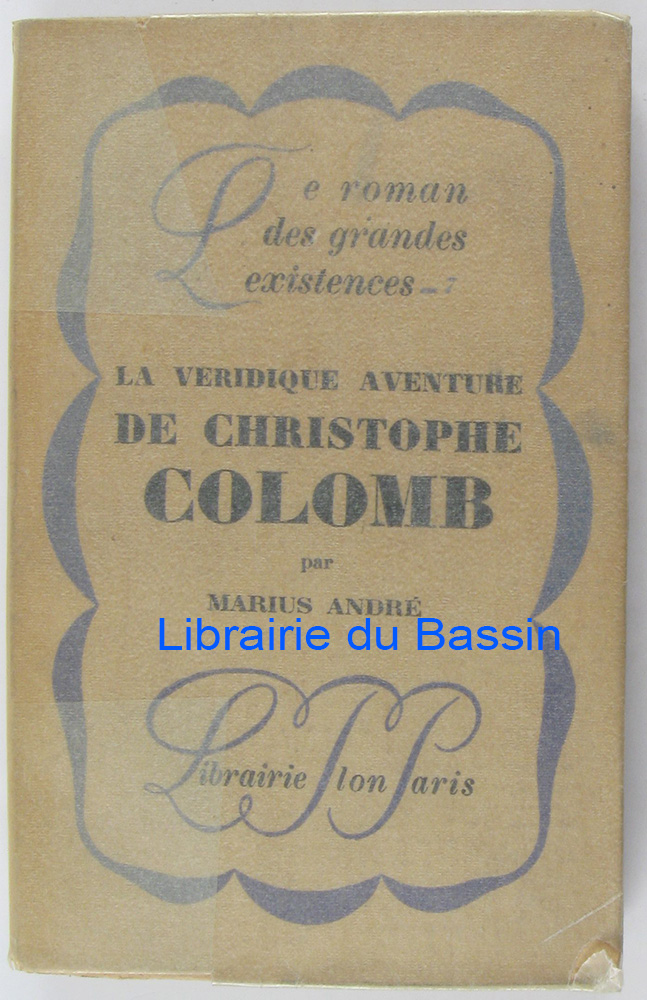 Le roman
des grandes
existences — 7
LA VERIDIQUE AVENTURE
DE CHRISTOPHE
COLOMB
par
MARIUS ANDRÉ
Librairie du Bassin
Librairie Plon Paris